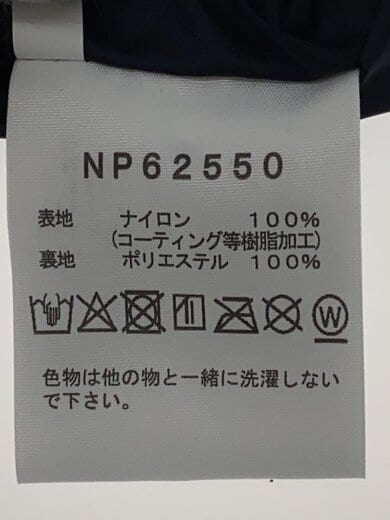 NP62550
表地 ナイロン 100%
(コーティング等樹脂加工)
裏地 ポリエステル 100%
W
色物は他の物と一緒に洗濯しない
で下さい。